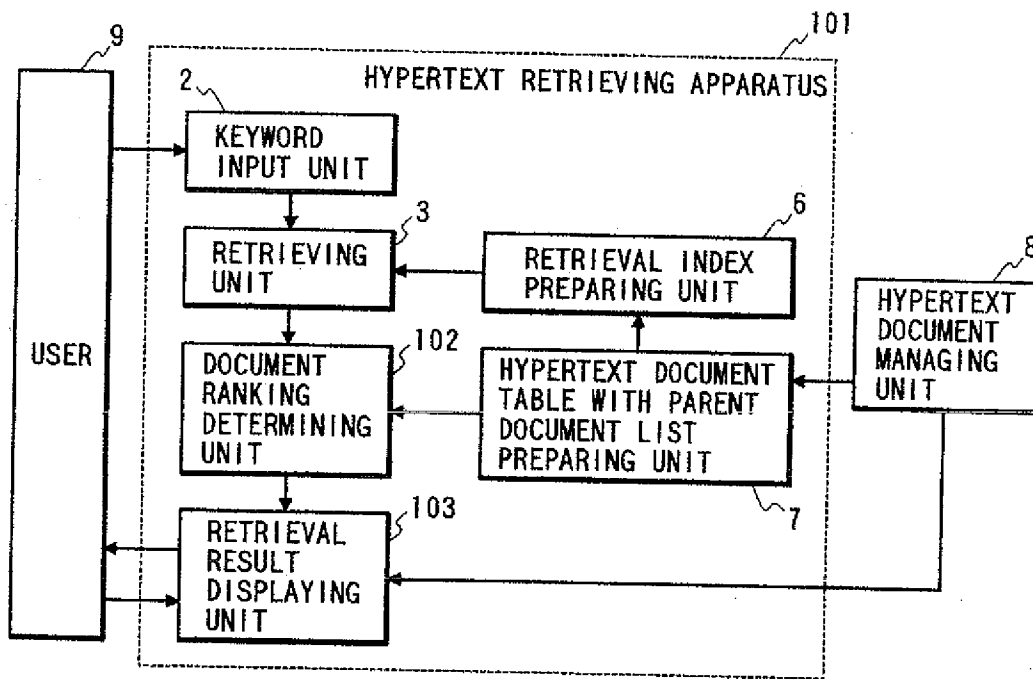 101
9
HYPERTEXT RETRIEVING APPARATUS
2
KEYWORD
INPUT UNIT
3
RETRIEVING
UNIT
6
RETRIEVAL INDEX
PREPARING UNIT
8
HYPERTEXT
DOCUMENT
MANAGING
UNIT
USER
102
DOCUMENT
RANKING
DETERMINING
UNIT
HYPERTEXT DOCUMENT
TABLE WITH PARENT
DOCUMENT LIST
PREPARING UNIT
7
103
RETRIEVAL
RESULT
DISPLAYING
UNIT